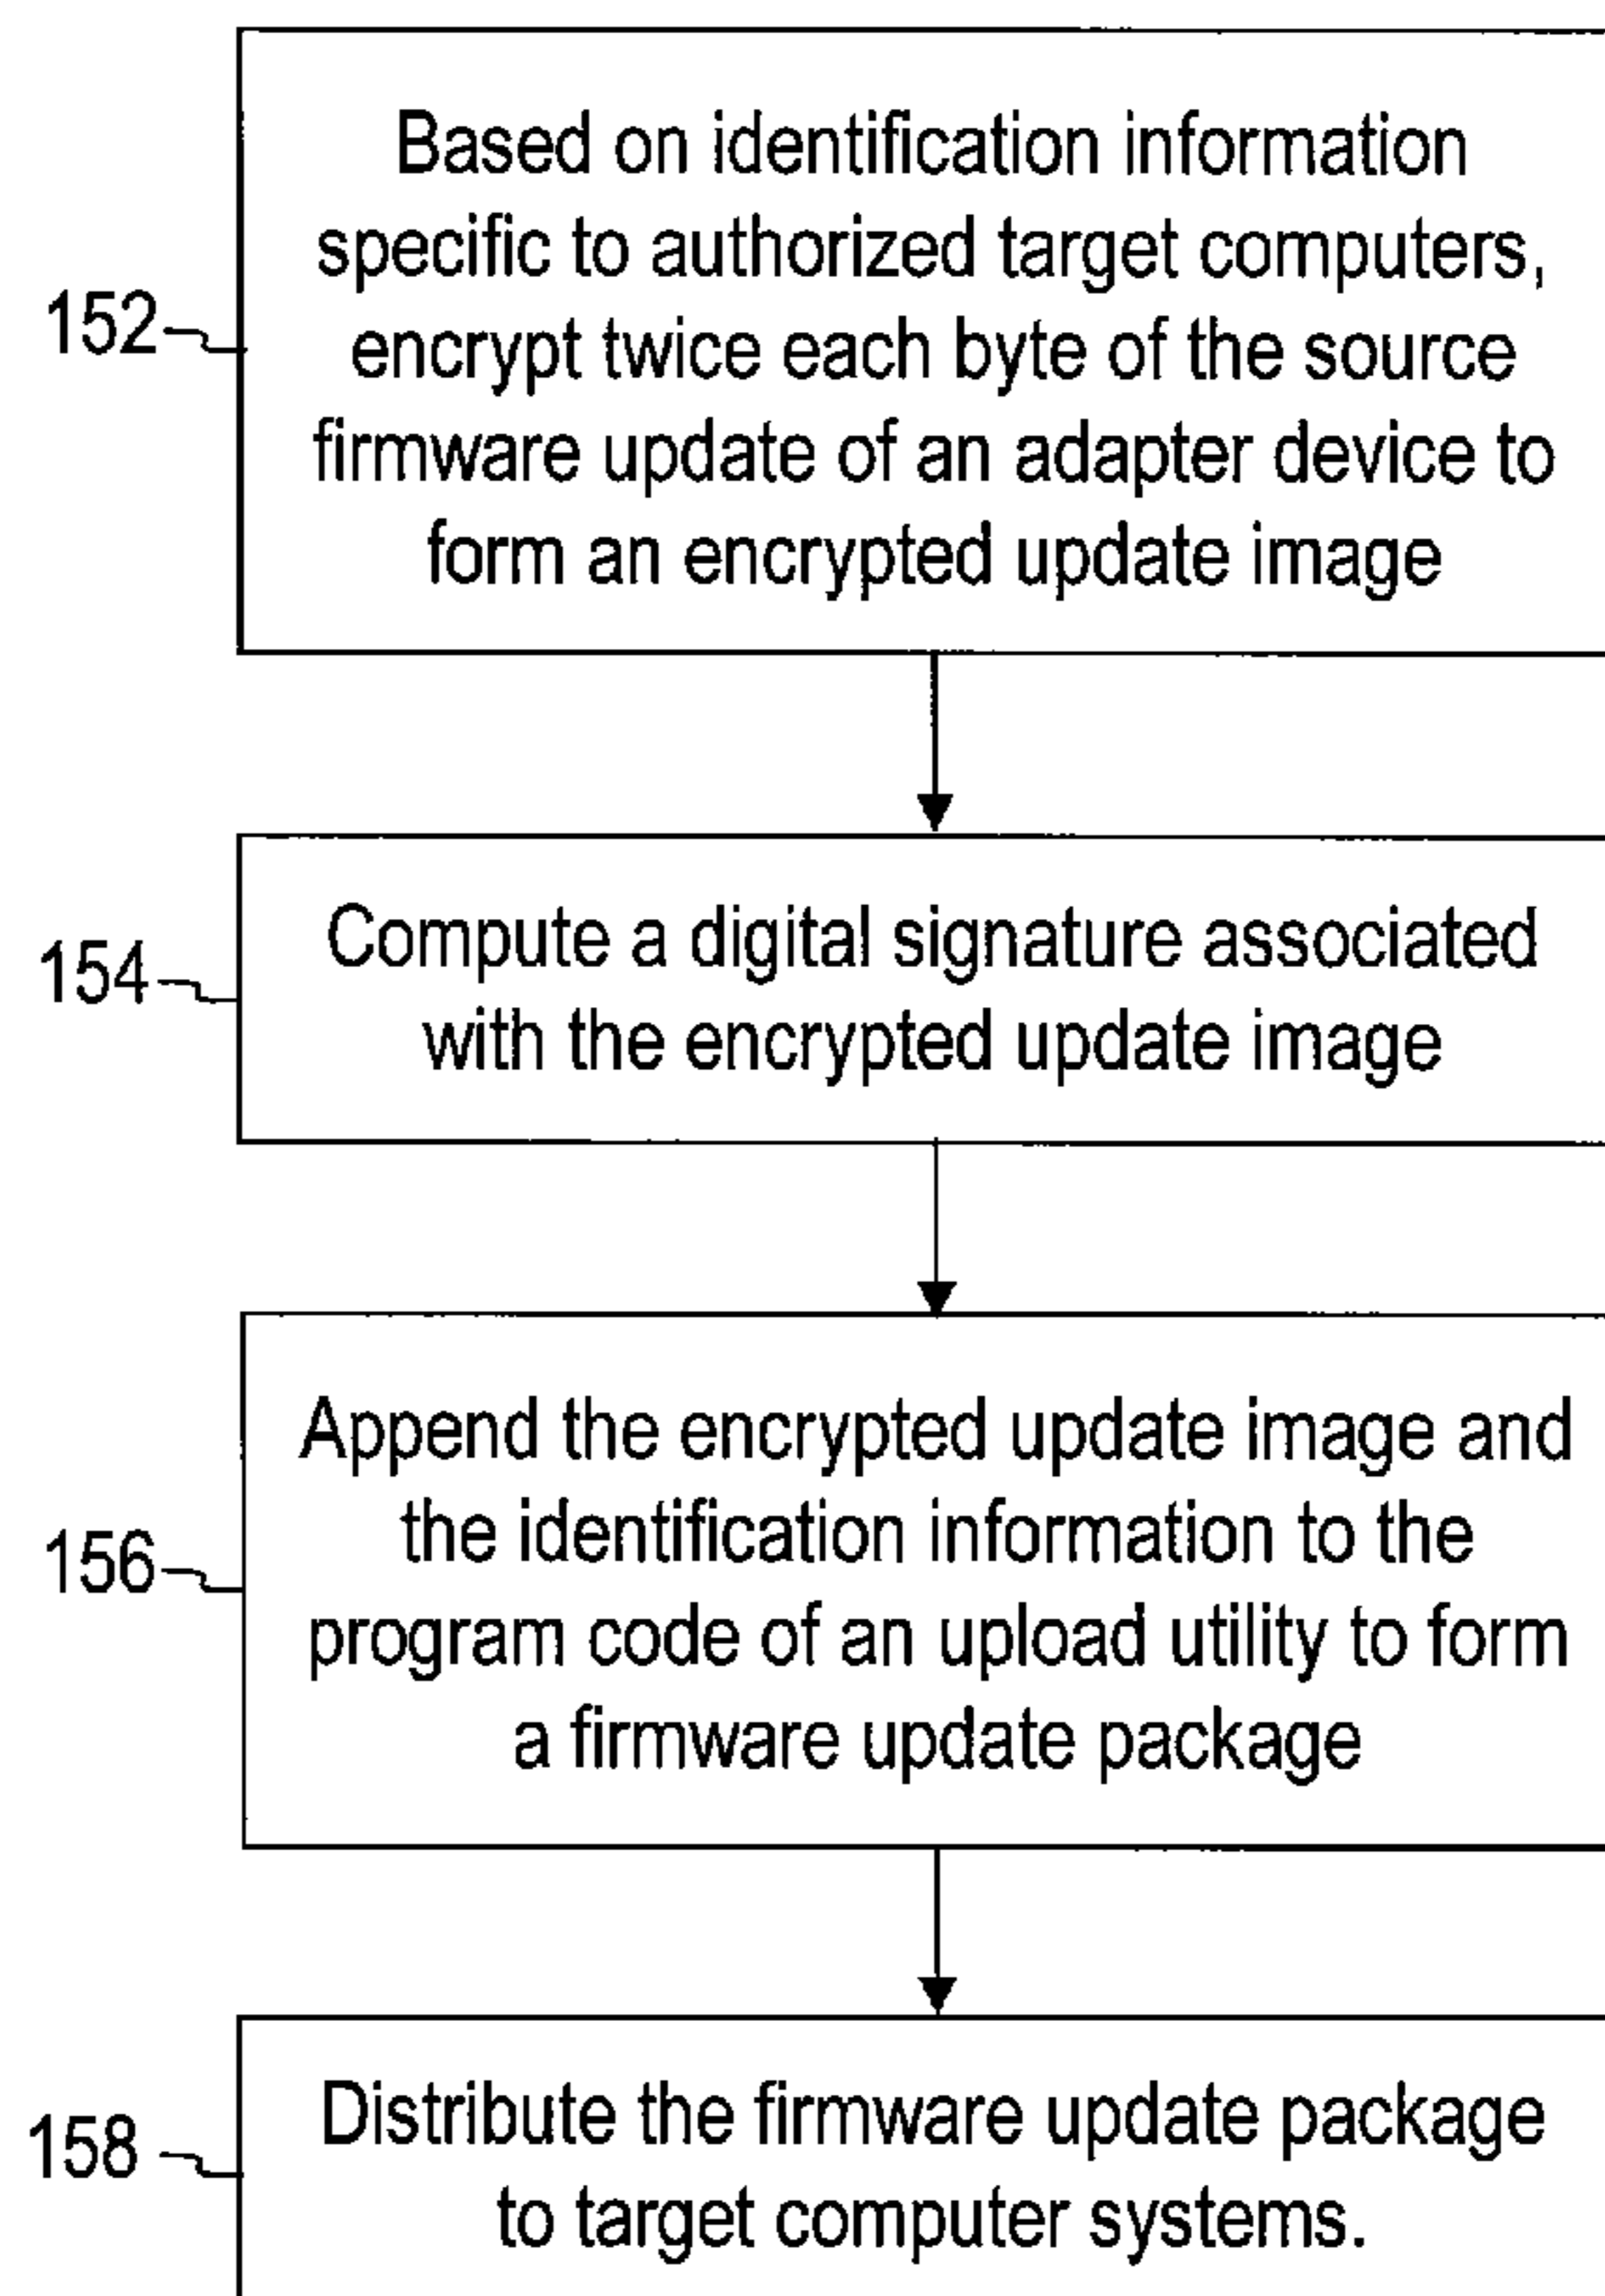 Based on identification information
specific to authorized target computers,
152
encrypt twice each byte of the source
firmware update of an adapter device to
form an encrypted update image
154
Compute a digital signature associated
with the encrypted update image
Append the encrypted update image and
the identification information to the
156
program code of an upload utility to form
a firmware update package
158
Distribute the firmware update package
to target computer systems.